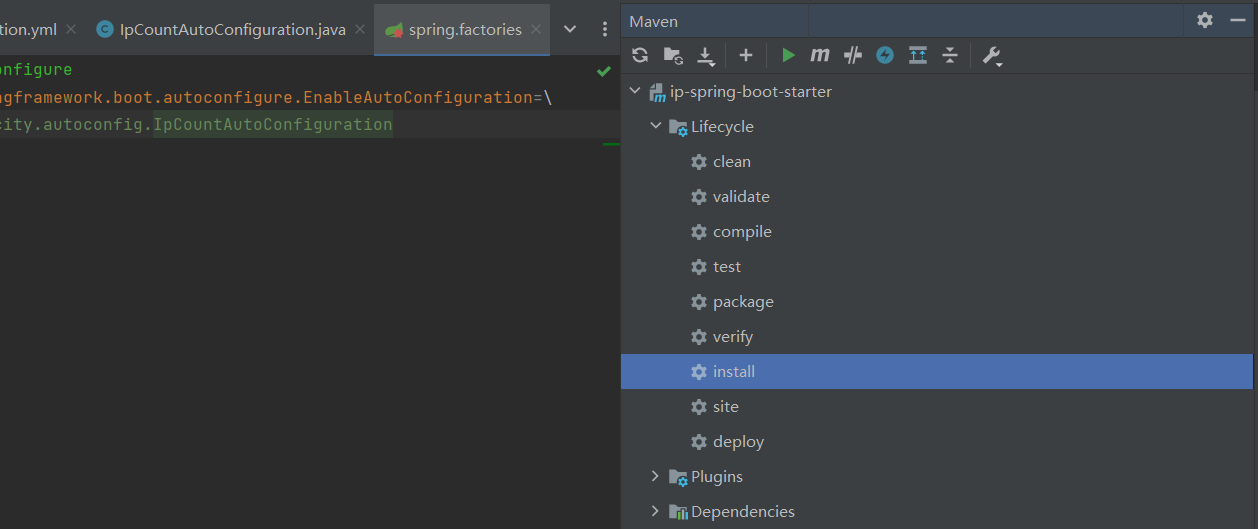 tion.yml
IpCountAutoConfiguration.java
spring.factories
onfigure
ngframework.boot.autoconfigure.EnableAutoConfiguration=\
city.autoconfig.IpCountAutoConfiguration
Maven
ip-spring-boot-starter
Lifecycle
clean
validate
compile
test
package
verify
install
site
deploy
Plugins
Dependencies